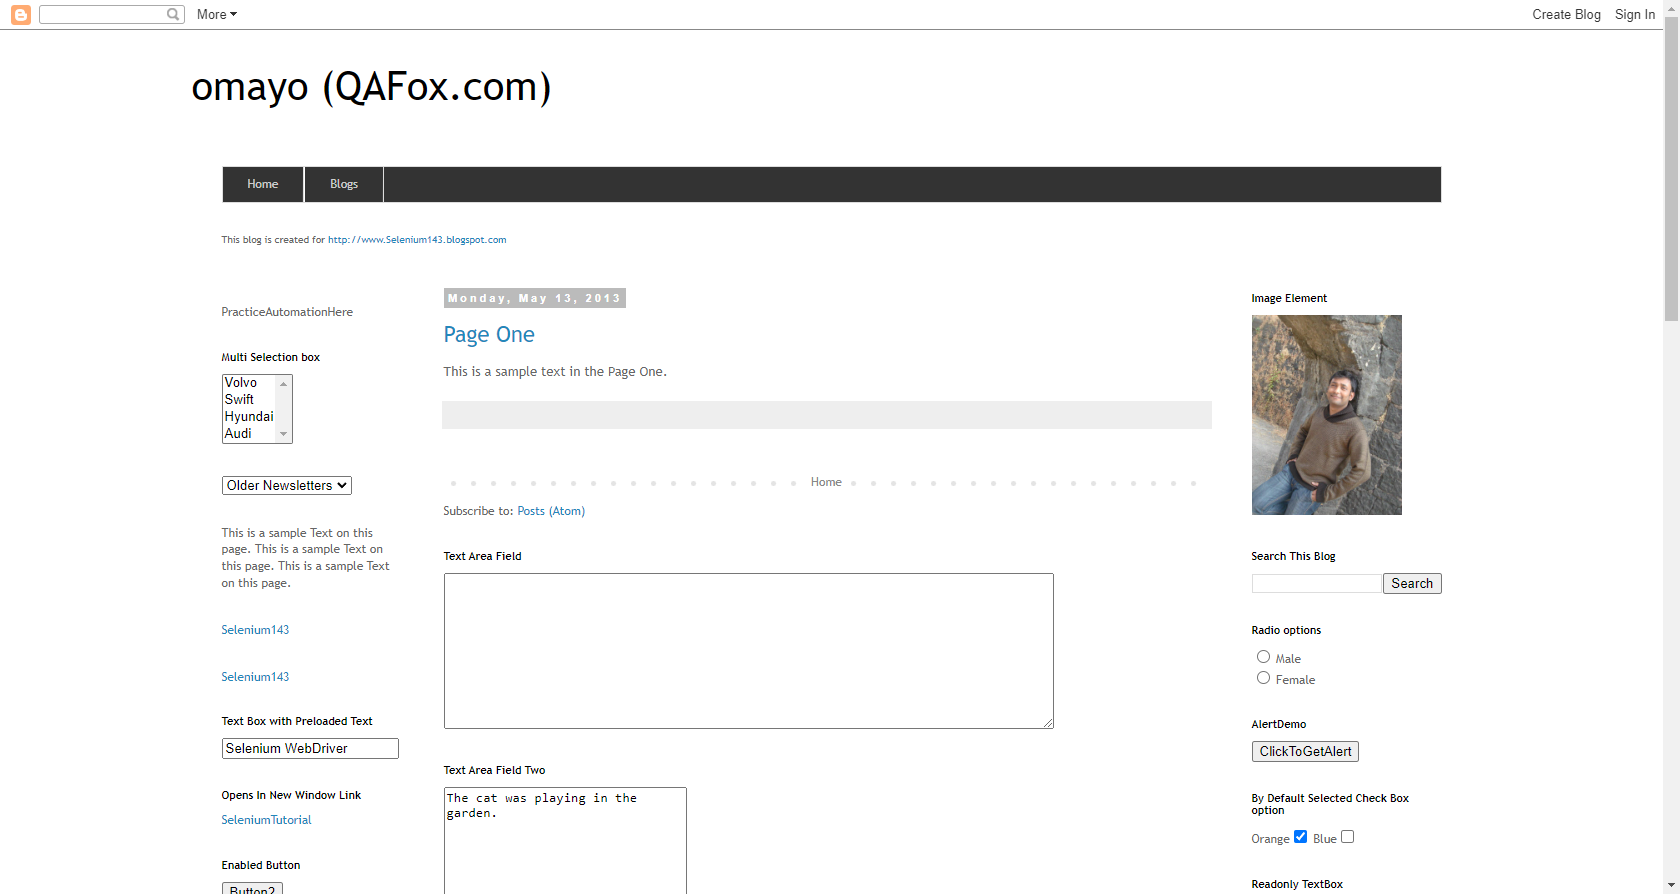 More
Create Blog
Sign In
omayo (QAFox.com)
Home
Blogs
This blog is created for http://www.Selenium143.blogspot.com
PracticeAutomationHere
Multi Selection box
Volvo
Swift
Hyundai
Audi
Older Newsletters
This is a sample Text on this
page. This is a sample Text on
this page. This is a sample Text
on this page.
Selenium143
Selenium143
Text Box with Preloaded Text
Selenium WebDriver
Opens In New Window Link
SeleniumTutorial
Enabled Button
Button2
Monday, May 13, 2013
Page One
This is a sample text in the Page One.
Home
Subscribe to: Posts (Atom)
Text Area Field
Text Area Field Two
The cat was playing in the
garden.
Image Element
Search This Blog
Search
Radio options
Male
Female
AlertDemo
ClickToGetAlert
By Default Selected Check Box
option
Orange Blue
Readonly TextBox